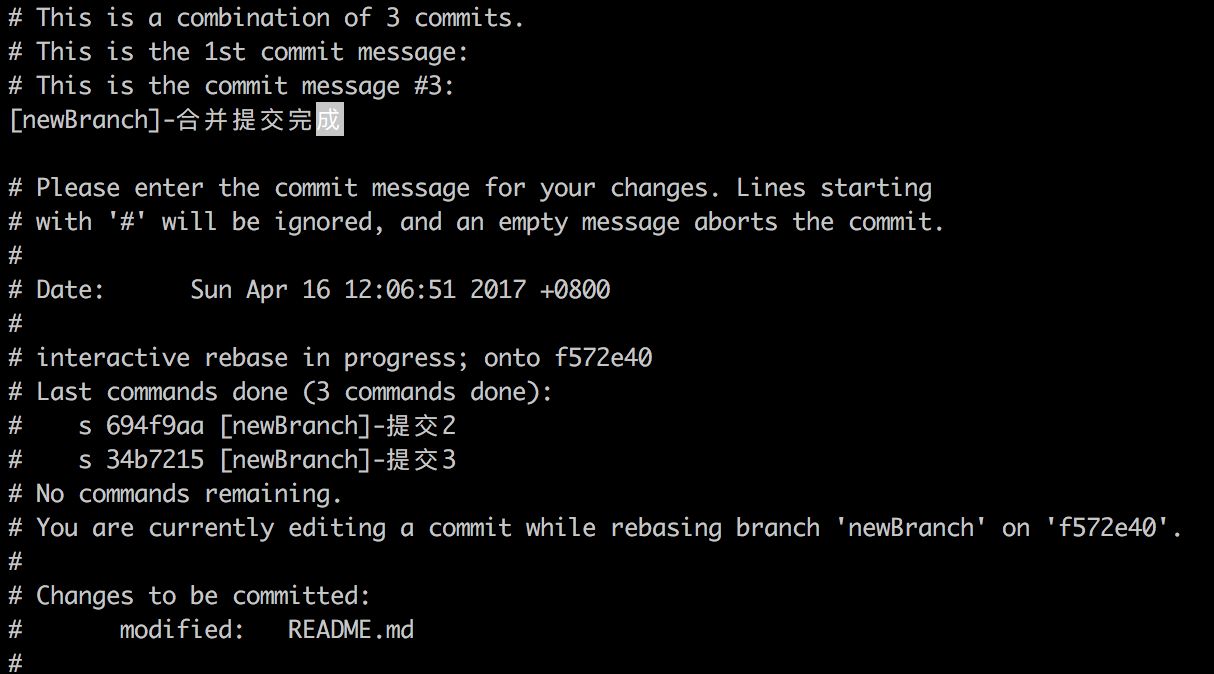 # This is a combination of 3 commits.
# This is the 1st commit message:
# This is the commit message #3:
[newBranch]-合并提交完成
# Please enter the commit message for your changes. Lines starting
# with '#' will be ignored, and an empty message aborts the commit.
#
# Date:      Sun Apr 16 12:06:51 2017 +0800
#
# interactive rebase in progress; onto f572e40
# Last commands done (3 commands done):
#    s 694f9aa [newBranch]-提交2
#    s 34b7215 [newBranch]-提交3
# No commands remaining.
# You are currently editing a commit while rebasing branch 'newBranch' on 'f572e40'.
#
# Changes to be committed:
#       modified:   README.md
#